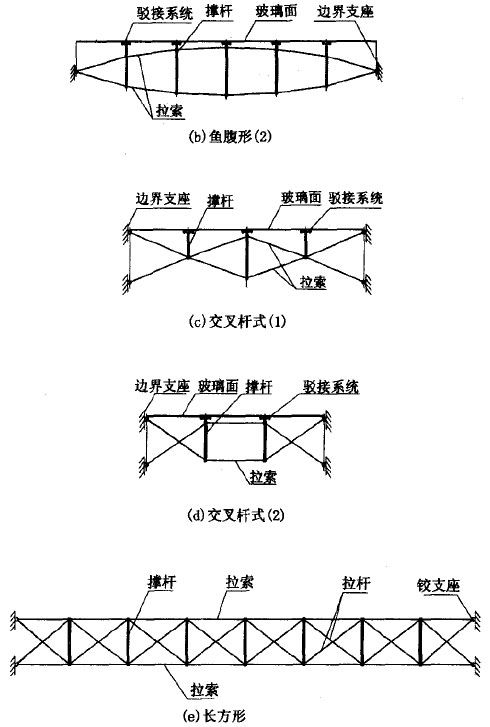 驳接系统 撑杆 玻璃面 边界支座
拉索
(b)鱼腹形(2)
边界支座 撑杆 玻璃面 驳接系统
拉索
(c)交叉杆式(1)
边界支座 玻璃面 撑杆 驳接系统
拉索
(d)交叉杆式(2)
撑杆 拉索 拉杆 铰支座
拉索
(e)长方形